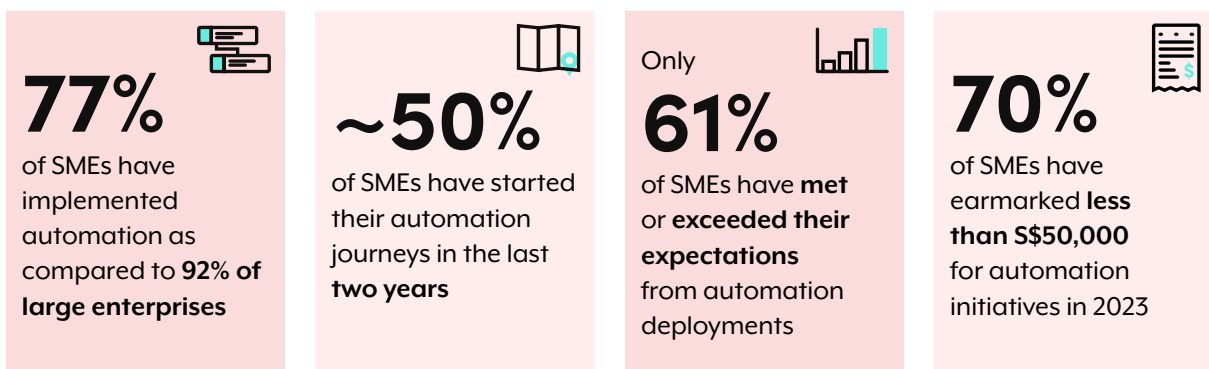 77%
of SMEs have
implemented
automation as
compared to 92% of
large enterprises
~50%
of SMEs have started
their automation
journeys in the last
two years
Only
61%
of SMEs have met
or exceeded their
expectations
from automation
deployments
$
70%
of SMEs have
earmarked less
than S$50,000
for automation
initiatives in 2023